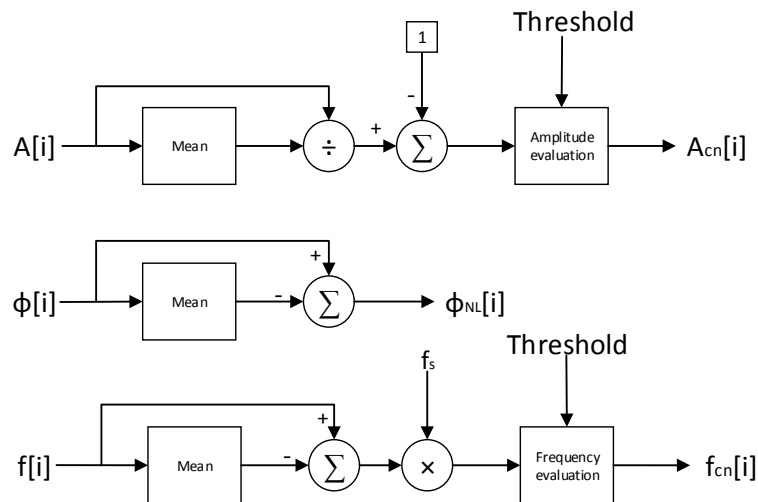 Threshold
1
-
A[i]
Mean
÷
+
∑
Amplitude
evaluation
Acn[i]
+
ϕ[i]
Mean
-
∑
ϕNL[i]
Threshold
fs
+
f[i]
Mean
-
∑
×
Frequency
evaluation
fcn[i]